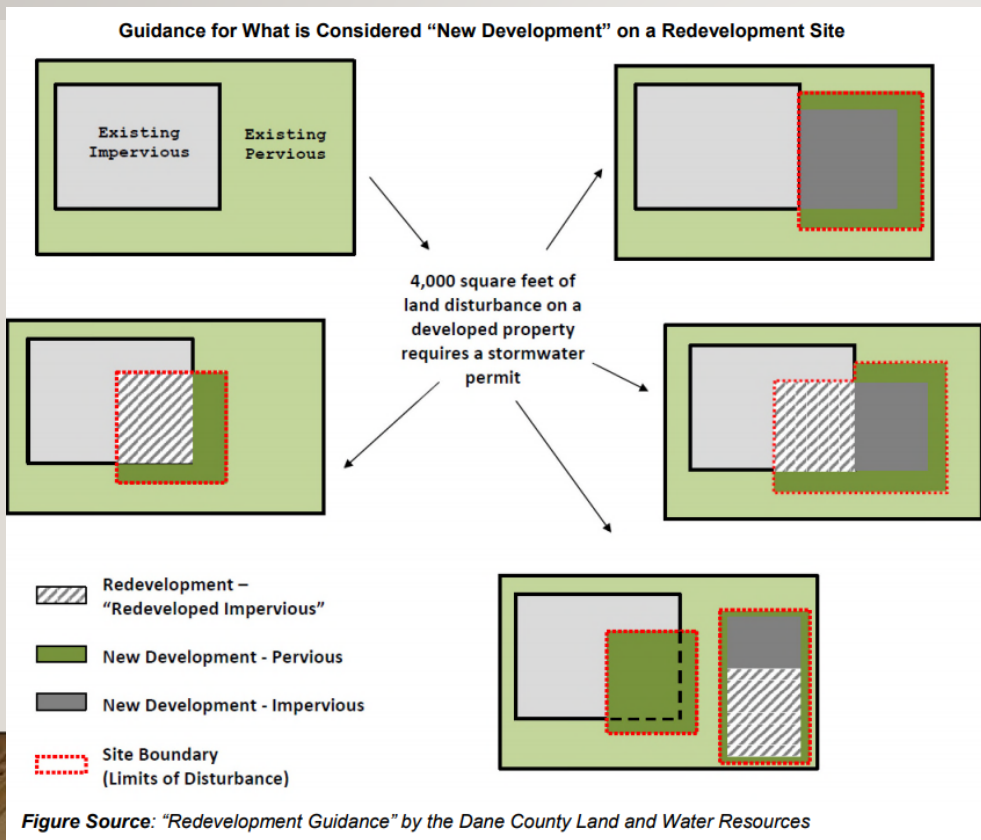 Guidance for What is Considered “New Development” on a Redevelopment Site
Existing
Impervious
Existing
Pervious
4,000 square feet of
land disturbance on a
developed property
requires a stormwater
permit
Redevelopment –
“Redeveloped Impervious”
New Development - Pervious
New Development - Impervious
Site Boundary
(Limits of Disturbance)
Figure Source: “Redevelopment Guidance” by the Dane County Land and Water Resources